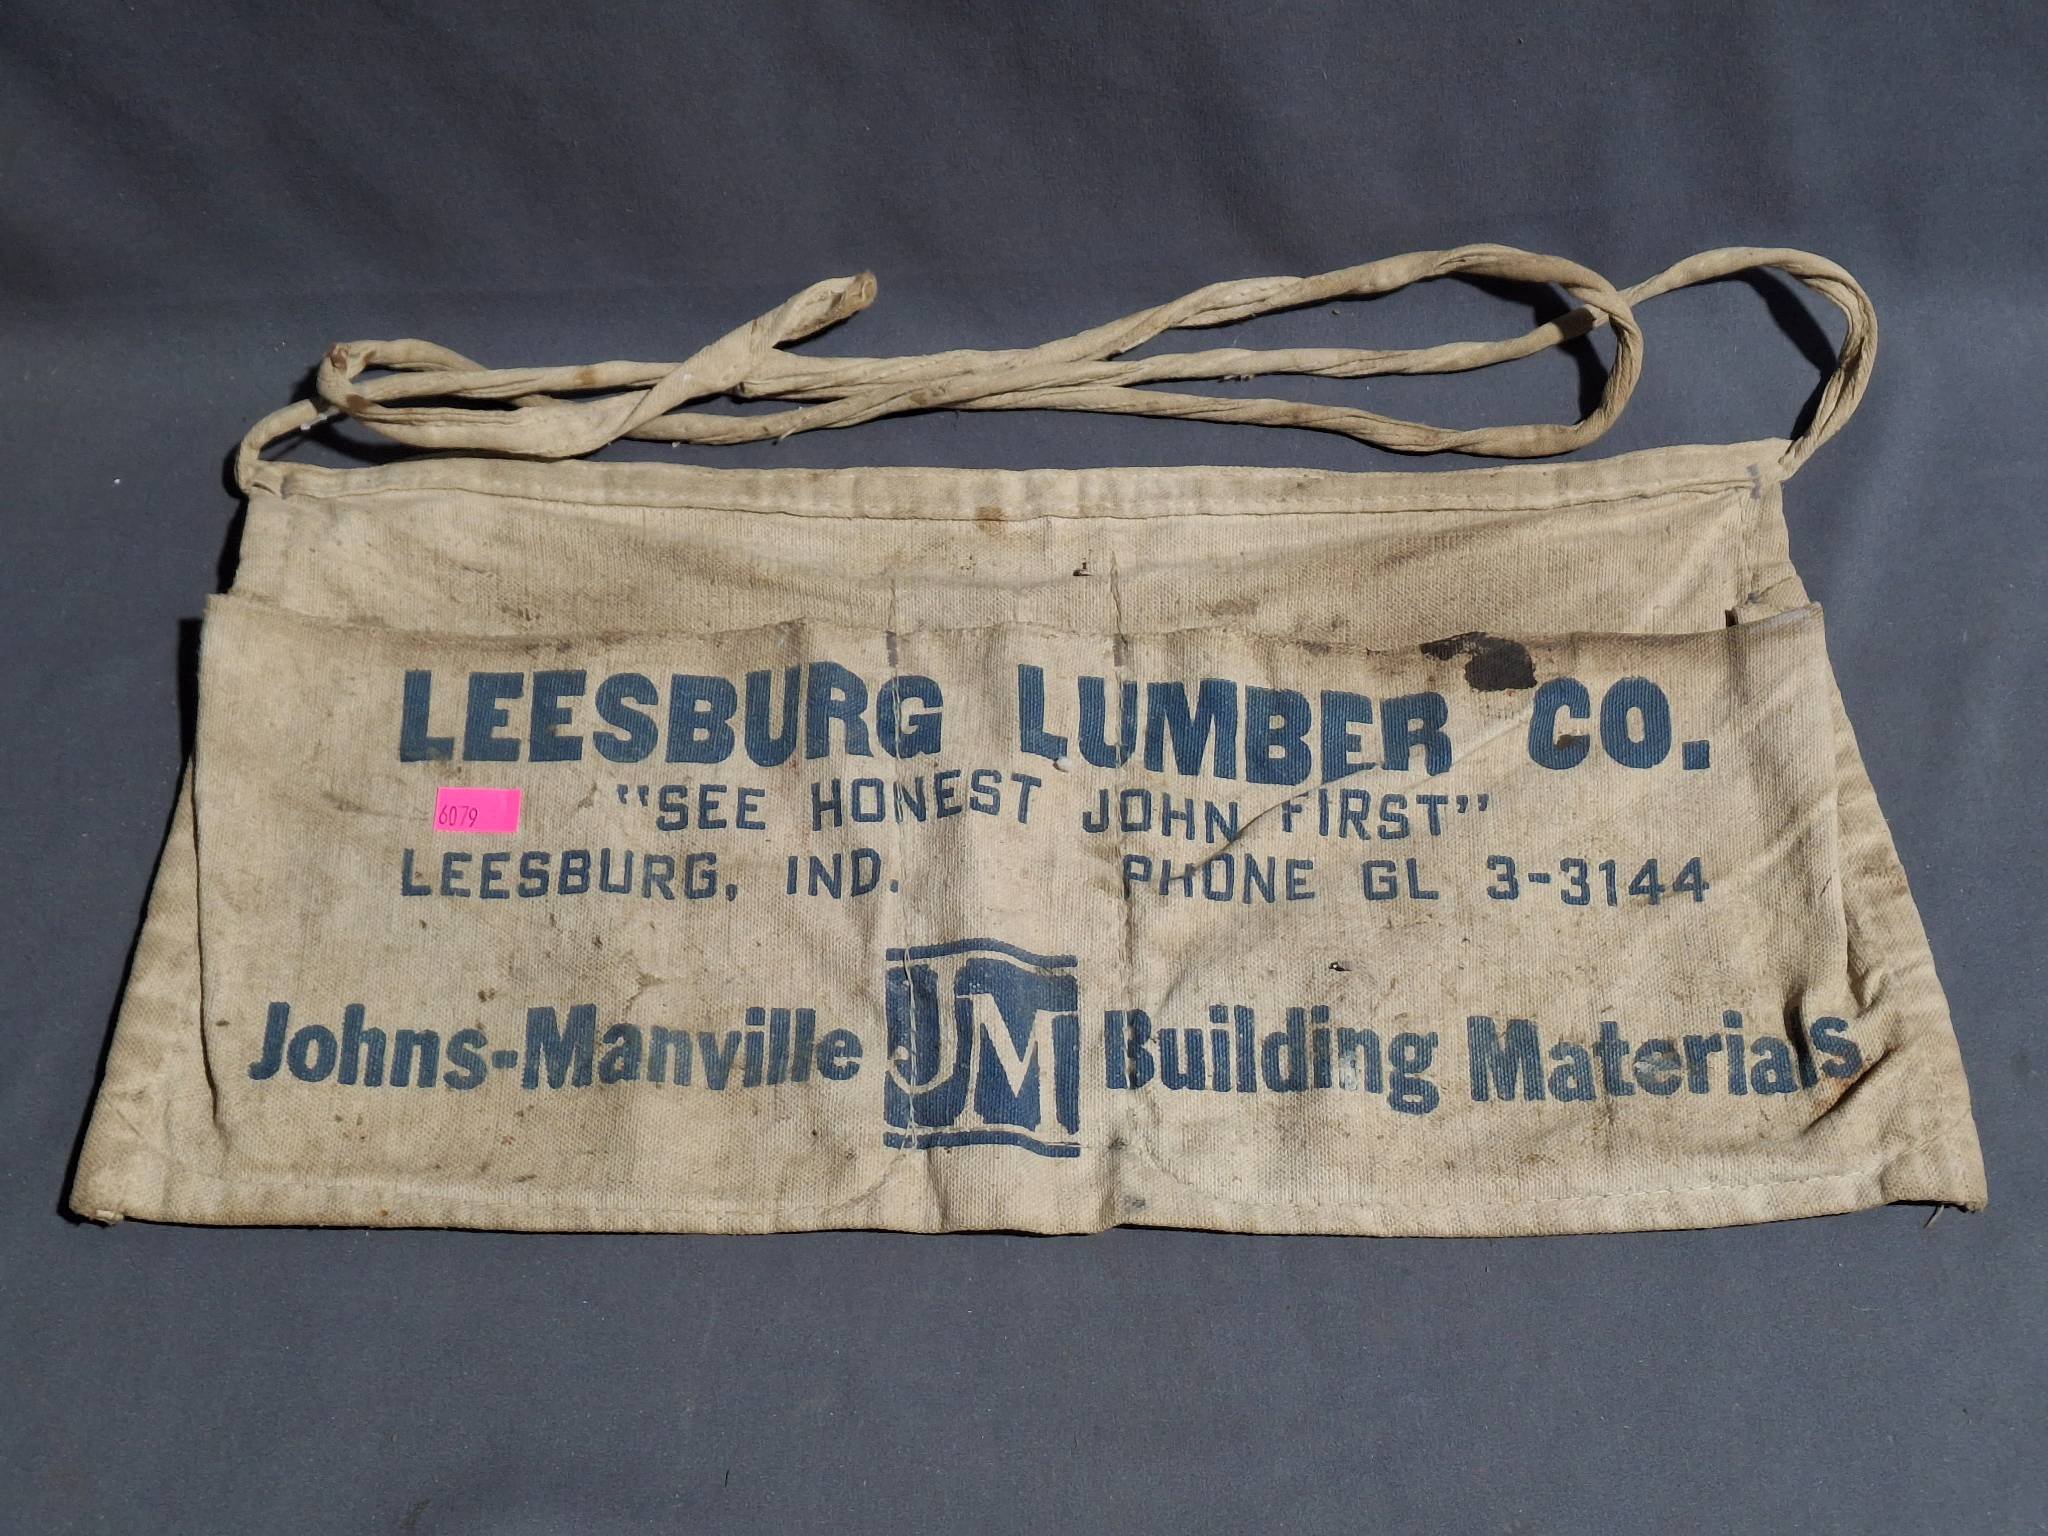 LEESBURG LUMBER CO.
"SEE HONEST JOHN FIRST"
6079
LEESBURG, IND. PHONE GL 3-3144
Johns-Manville JM Building Materials